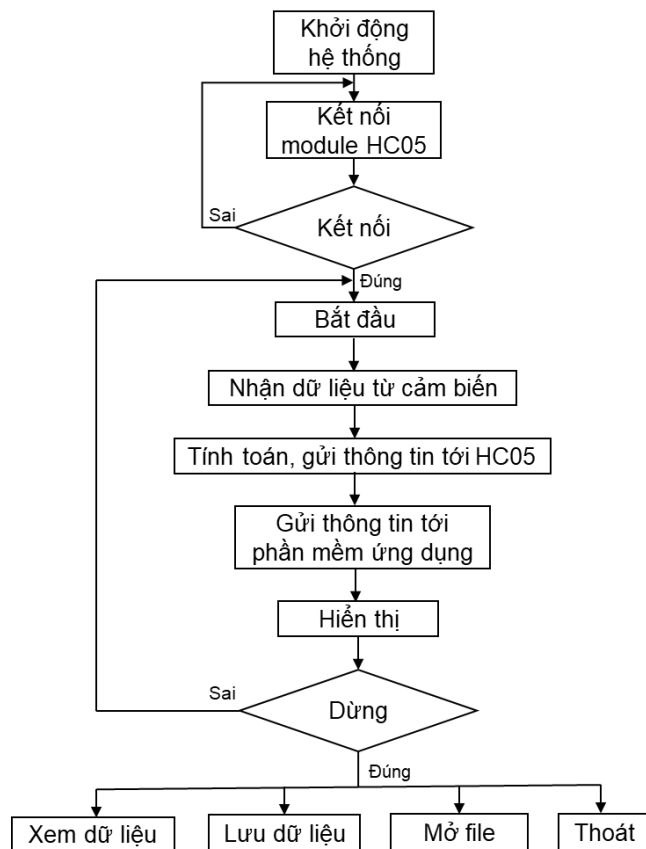 Khởi động
hệ thống
Kết nối
module HC05
Sai
Kết nối
Đúng
Bắt đầu
Nhận dữ liệu từ cảm biến
Tính toán, gửi thông tin tới HC05
Gửi thông tin tới
phần mềm ứng dụng
Hiển thị
Sai
Dừng
Đúng
Xem dữ liệu
Lưu dữ liệu
Mở file
Thoát